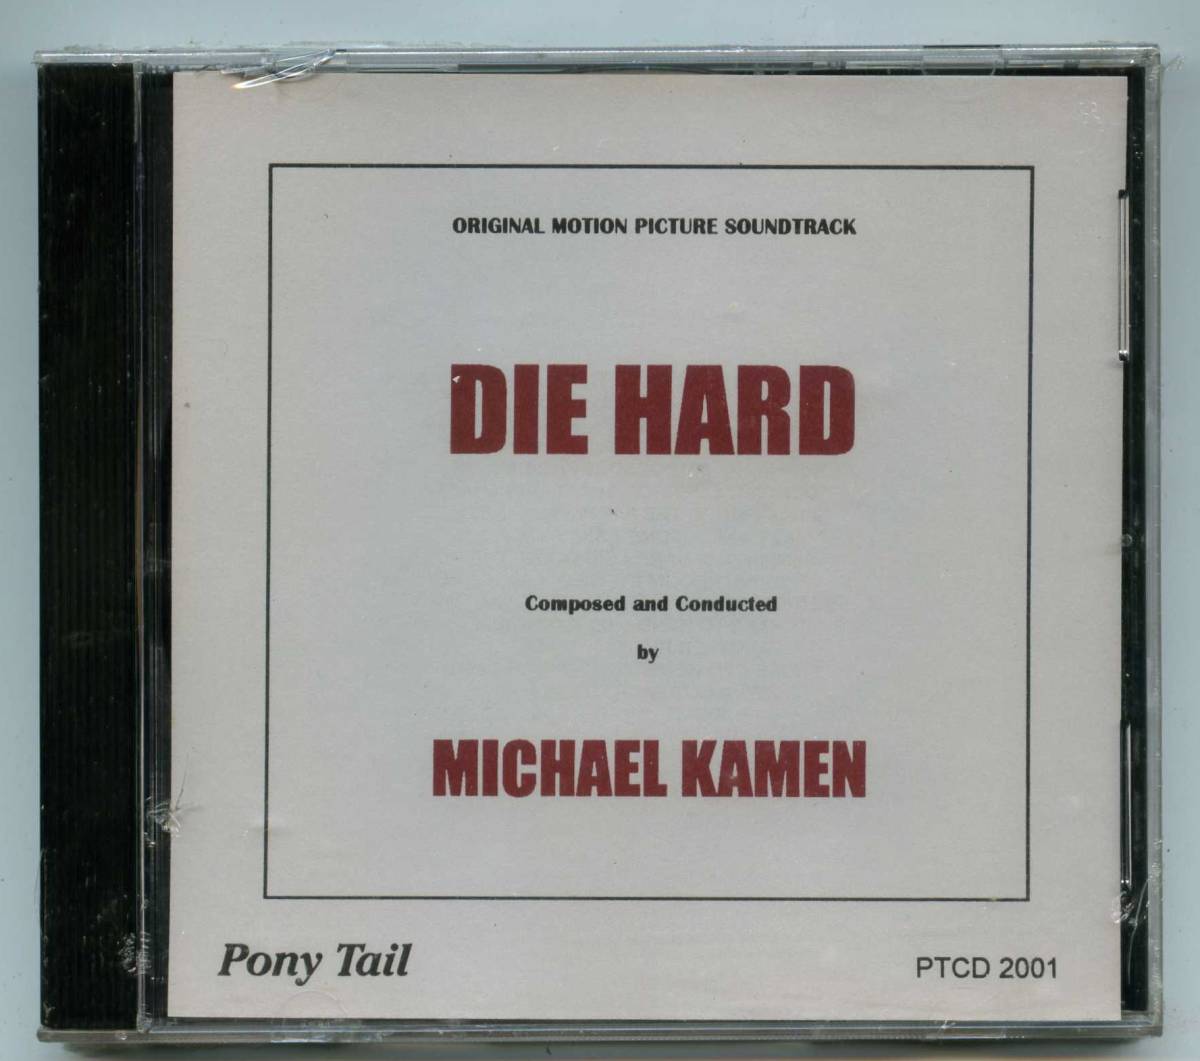 ORIGINAL MOTION PICTURE SOUNDTRACK
DIE HARD
Composed and Conducted
by
MICHAEL KAMEN
Pony Tail
PTCD 2001